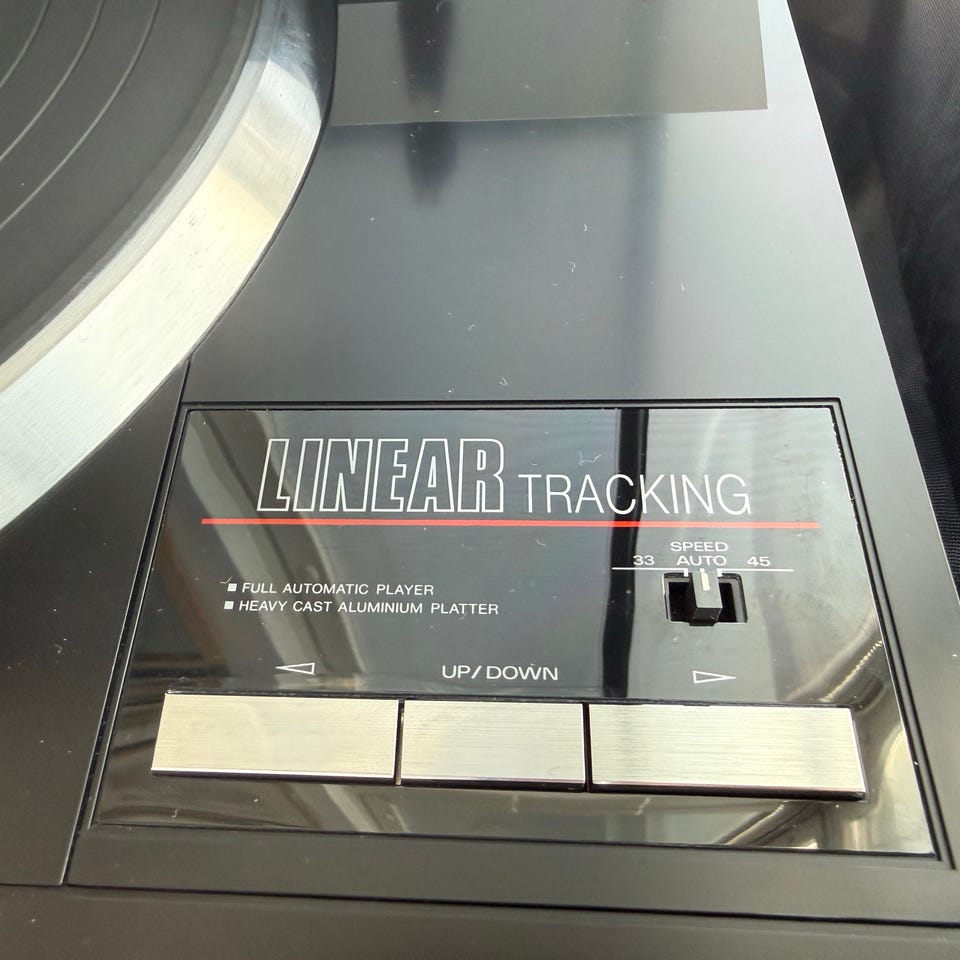 LINEAR TRACKING
SPEED
33 AUTO 45
FULL AUTOMATIC PLAYER
HEAVY CAST ALUMINIUM PLATTER
UP/DOWN